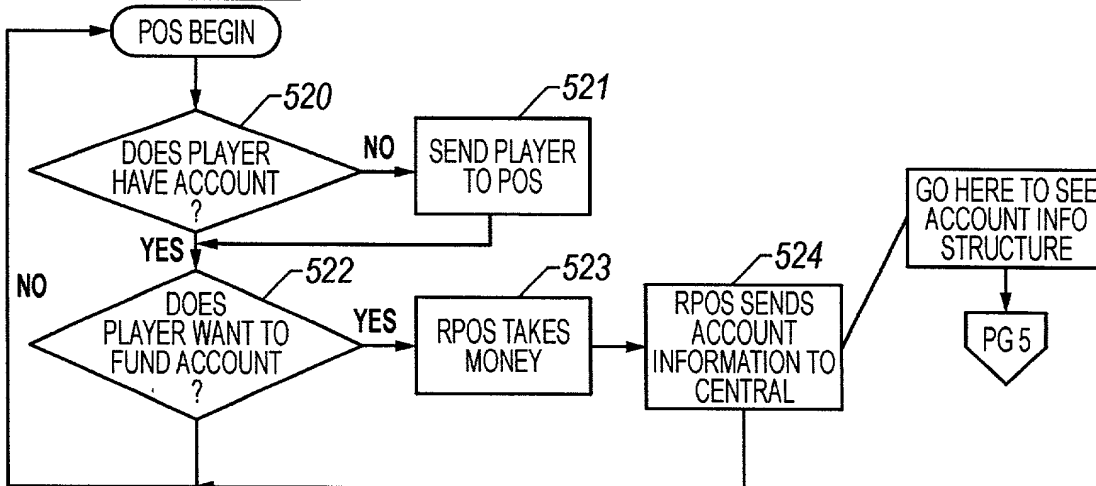 POS BEGIN
520
DOES PLAYER
HAVE ACCOUNT
?
NO
521
SEND PLAYER
TO POS
YES
NO
522
DOES
PLAYER WANT TO
FUND ACCOUNT
?
YES
523
RPOS TAKES
MONEY
524
RPOS SENDS
ACCOUNT
INFORMATION TO
CENTRAL
GO HERE TO SEE
ACCOUNT INFO
STRUCTURE
PG 5